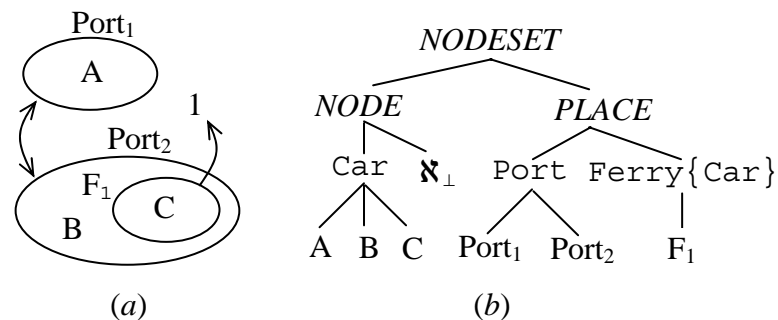 Port₁
A
1
Port₂
F₁
C
B
(a)
NODESET
NODE PLACE
Car ℵ⊥ Port Ferry{Car}
A B C Port₁ Port₂ F₁
(b)